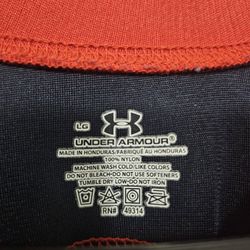 LG
UNDER ARMOUR
MADE IN HONDURAS/FABRIQUÉ AU HONDURAS
100% NYLON
MACHINE WASH COLD/LIKE COLORS
DO NOT BLEACH-DO NOT USE SOFTENERS
TUMBLE DRY LOW-DO NOT IRON
RN# 49314